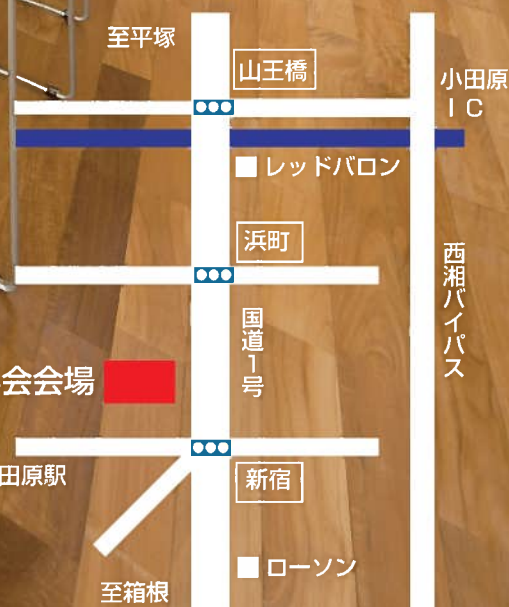 至平塚
山王橋
小田原
IC
レッドバロン
浜町
西湘バイパス
国道1号
会会場
田原駅
新宿
ローソン
至箱根